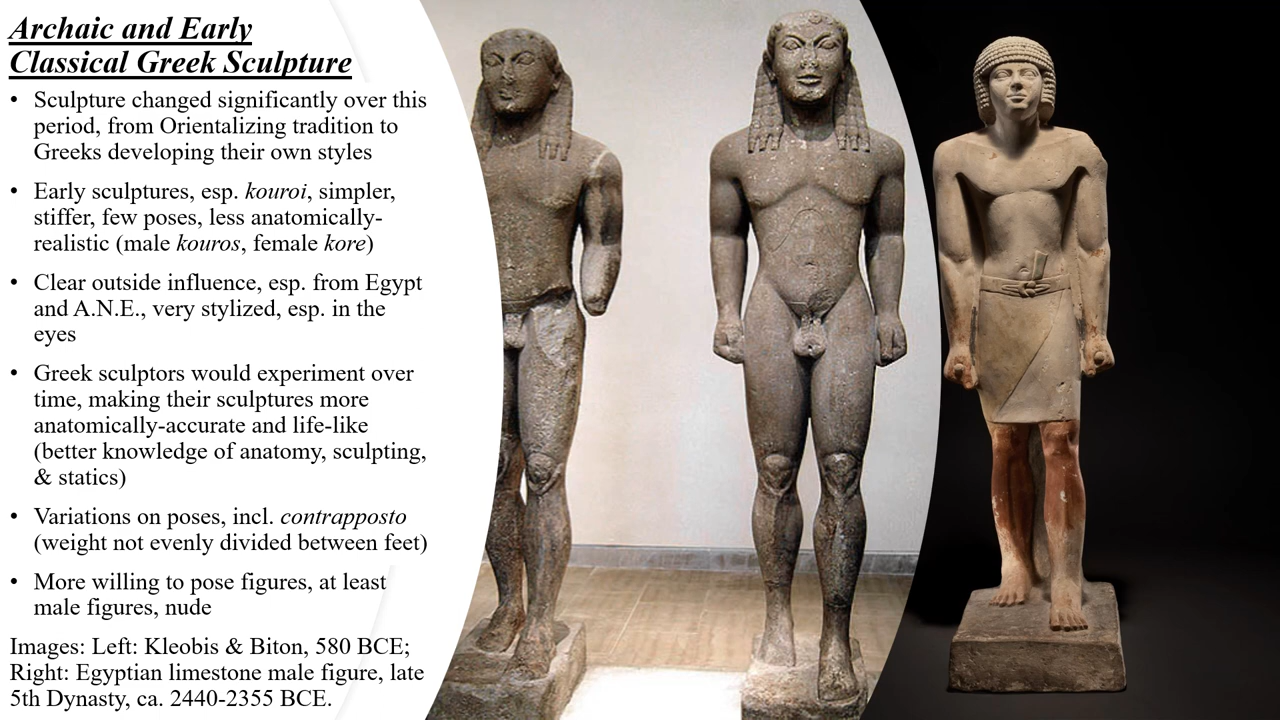 Archaic and Early
Classical Greek Sculpture
• Sculpture changed significantly over this
period, from Orientalizing tradition to
Greeks developing their own styles
• Early sculptures, esp. kouroi, simpler,
stiffer, few poses, less anatomically-
realistic (male kouros, female kore)
• Clear outside influence, esp. from Egypt
and A.N.E., very stylized, esp. in the
eyes
• Greek sculptors would experiment over
time, making their sculptures more
anatomically-accurate and life-like
(better knowledge of anatomy, sculpting,
& statics)
• Variations on poses, incl. contrapposto
(weight not evenly divided between feet)
• More willing to pose figures, at least
male figures, nude
Images: Left: Kleobis & Biton, 580 BCE;
Right: Egyptian limestone male figure, late
5th Dynasty, ca. 2440-2355 BCE.